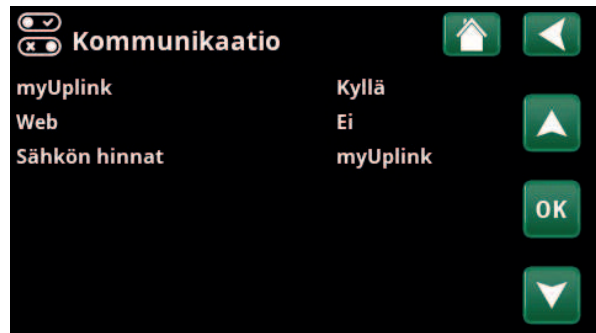 Kommunikaatio
myUplink Kyllä
Web Ei
Sähkön hinnat myUplink
OK